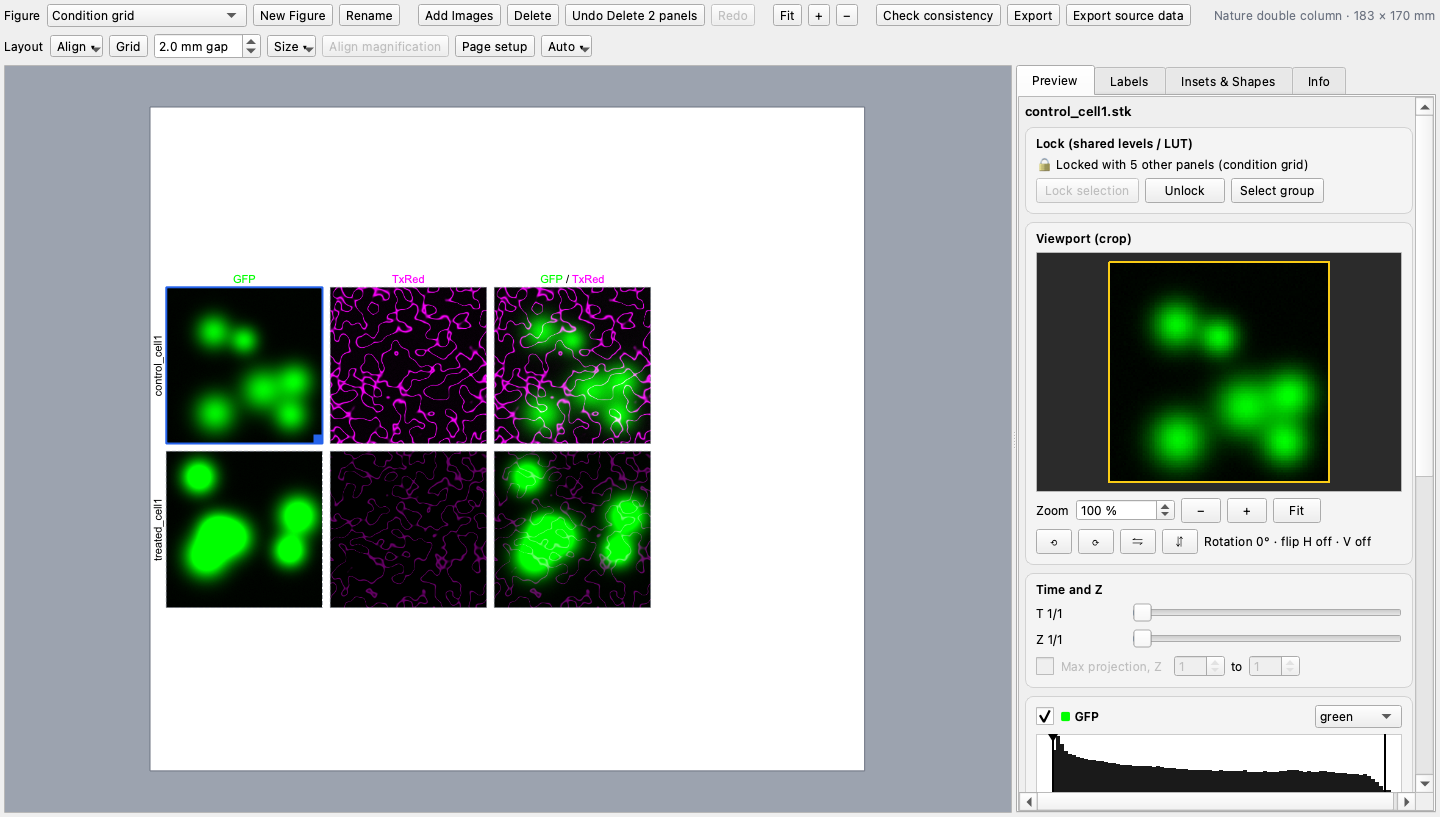 Figure Condition grid New Figure Rename Add Images Delete Undo Delete 2 panels Redo Fit + − Check consistency Export Export source data Nature double column · 183 × 170 mm
Layout Align Grid 2.0 mm gap Size Align magnification Page setup Auto
Preview Labels Insets & Shapes Info
control_cell1.stk
Lock (shared levels / LUT)
🔒 Locked with 5 other panels (condition grid)
Lock selection Unlock Select group
Viewport (crop)
Zoom 100 % − + Fit
Rotation 0° · flip H off · V off
Time and Z
T 1/1
Z 1/1
Max projection, Z 1 to 1
GFP green
GFP TxRed GFP / TxRed
control_cell1
treated_cell1